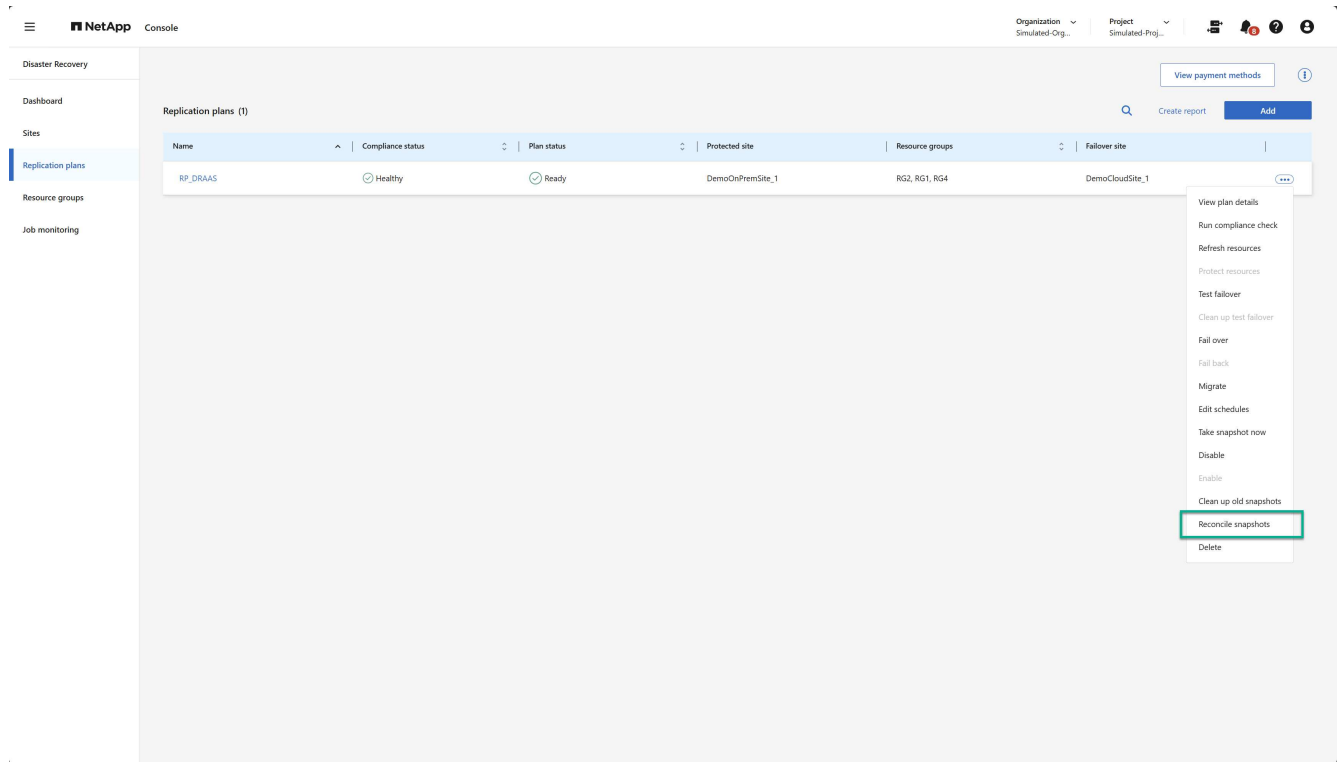 NetApp Console
Organization
Simulated-Org...
Project
Simulated-Proj...
8
Disaster Recovery
Dashboard
Sites
Replication plans
Resource groups
Job monitoring
View payment methods
Replication plans (1)
Create report
Add
Name
Compliance status
Plan status
Protected site
Resource groups
Failover site
RP_DRAAS
Healthy
Ready
DemoOnPremSite_1
RG2, RG1, RG4
DemoCloudSite_1
View plan details
Run compliance check
Refresh resources
Protect resources
Test failover
Clean up test failover
Fail over
Fail back
Migrate
Edit schedules
Take snapshot now
Disable
Enable
Clean up old snapshots
Reconcile snapshots
Delete